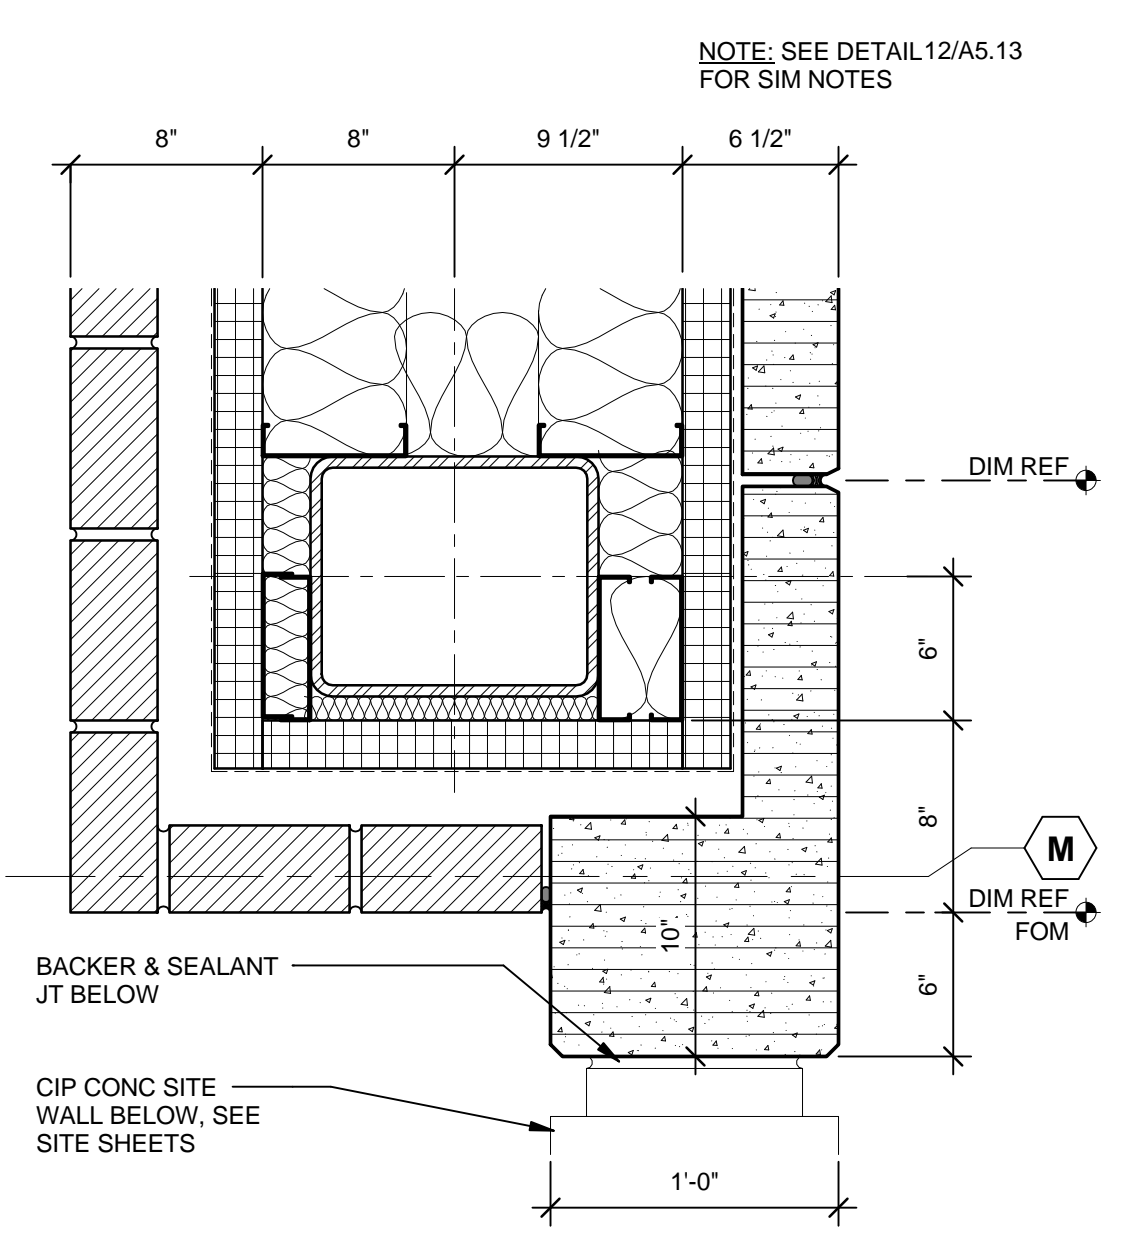 NOTE: SEE DETAIL12/A5.13
FOR SIM NOTES
8"
8"
9 1/2"
6 1/2"
DIM REF
6"
8"
M
DIM REF
FOM
10"
6"
BACKER & SEALANT
JT BELOW
CIP CONC SITE
WALL BELOW, SEE
SITE SHEETS
1'-0"